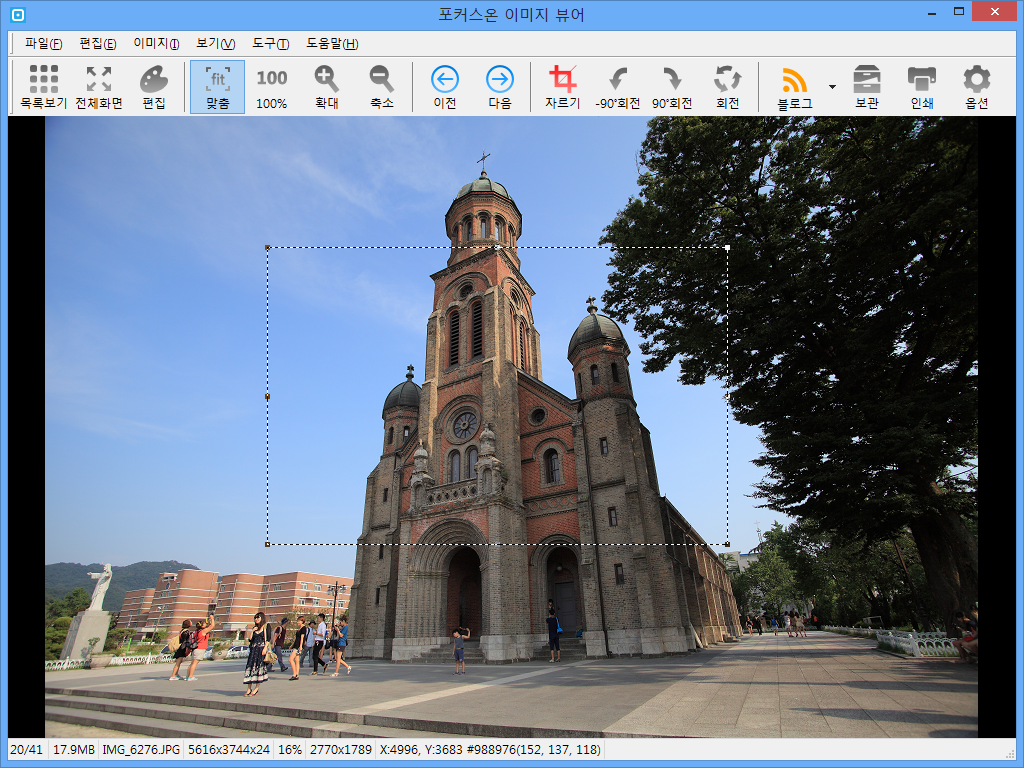 포커스온 이미지 뷰어
파일(F) 편집(E) 이미지(I) 보기(V) 도구(T) 도움말(H)
fit 100
목록보기 전체화면 편집 맞춤 100% 확대 축소 이전 다음 자르기 -90°회전 90°회전 회전 블로그 보관 인쇄 옵션
20/41 17.9MB IMG_6276.JPG 5616x3744x24 16% 2770x1789 X:4996, Y:3683 #988976(152, 137, 118)